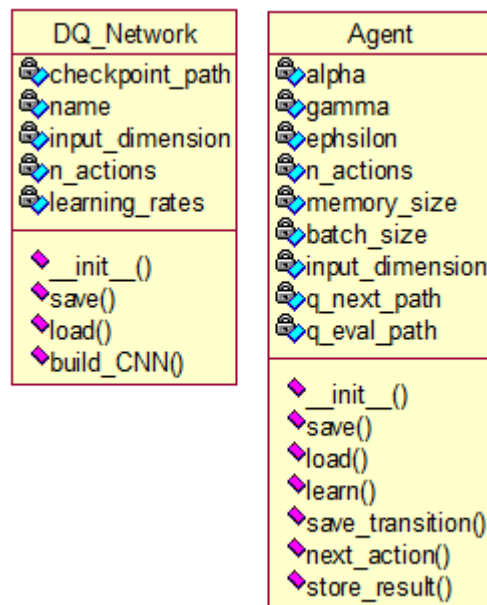 DQ_Network
checkpoint_path
name
input_dimension
n_actions
learning_rates
__init__()
save()
load()
build_CNN()
Agent
alpha
gamma
ephsilon
n_actions
memory_size
batch_size
input_dimension
q_next_path
q_eval_path
__init__()
save()
load()
learn()
save_transition()
next_action()
store_result()